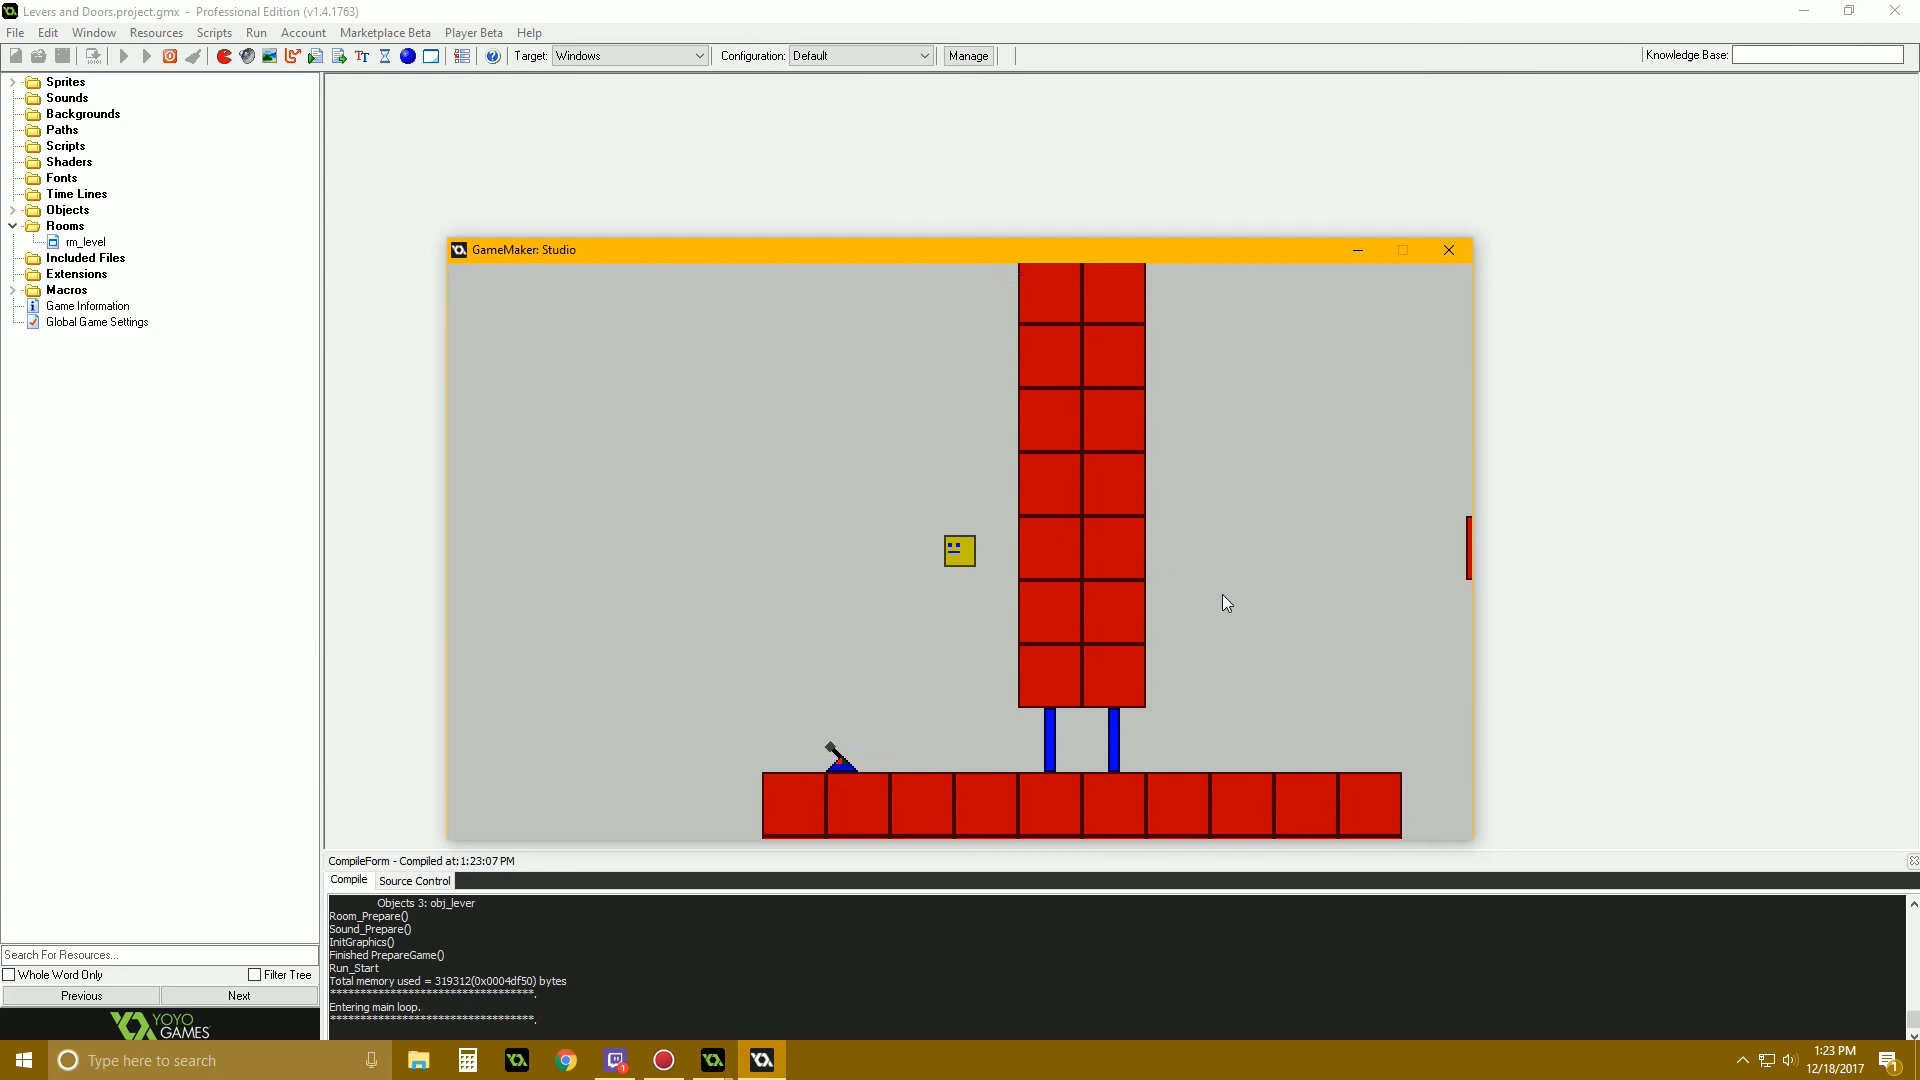 Levers and Doors.project.gmx - Professional Edition (v1.4.1763)
File Edit Window Resources Scripts Run Account Marketplace Beta Player Beta Help
Target: Windows Configuration: Default Manage Knowledge Base:
Sprites
Sounds
Backgrounds
Paths
Scripts
Shaders
Fonts
Time Lines
Objects
Rooms
rm_level
Included Files
Extensions
Macros
Game Information
Global Game Settings
GameMaker: Studio
CompileForm - Compiled at:1:23:07 PM
Compile Source Control
Objects 3: obj_lever
Room_Prepare()
Sound_Prepare()
InitGraphics()
Finished PrepareGame()
Run_Start
Total memory used = 319312(0x0004df50) bytes
**********************************.
Entering main loop.
**********************************.
Search For Resources...
Whole Word Only Filter Tree
Previous Next
YOYO
GAMES
Type here to search
1
1:23 PM
12/18/2017
1